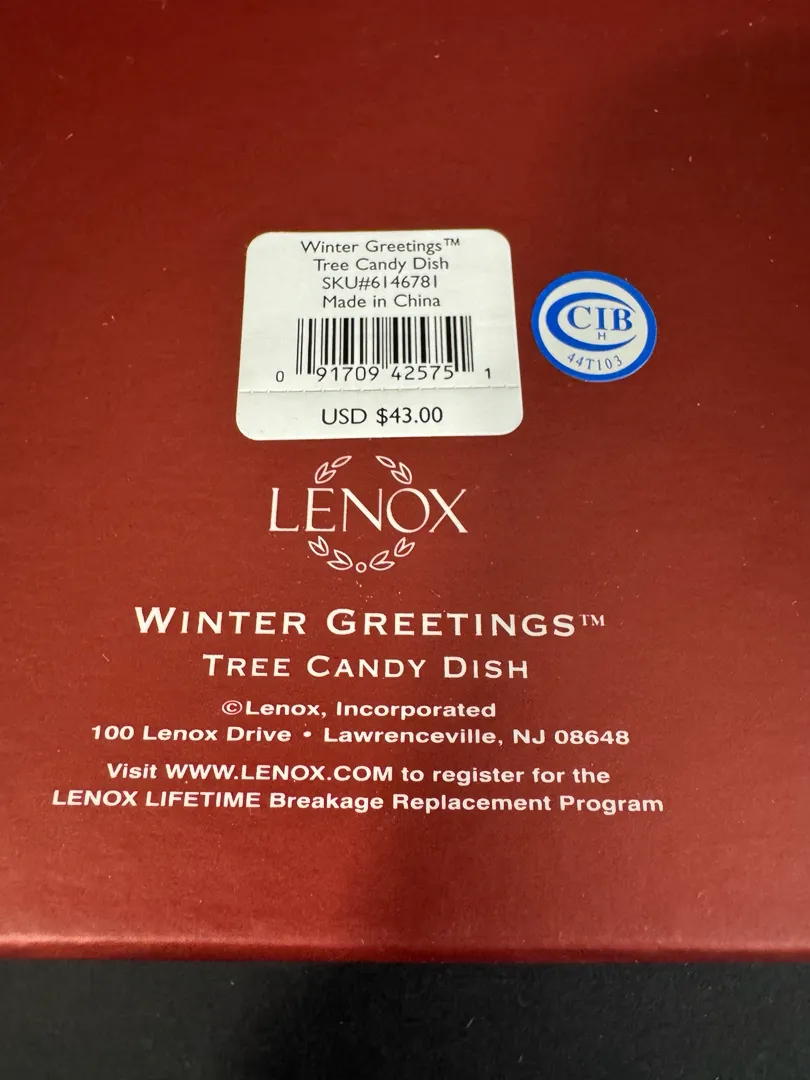 Winter Greetings™
Tree Candy Dish
SKU#6146781
Made in China
0 91709 42575 1
USD $43.00
CIB
H
44T103
LENOX
WINTER GREETINGS™
TREE CANDY DISH
©Lenox, Incorporated
100 Lenox Drive • Lawrenceville, NJ 08648
Visit WWW.LENOX.COM to register for the
LENOX LIFETIME Breakage Replacement Program